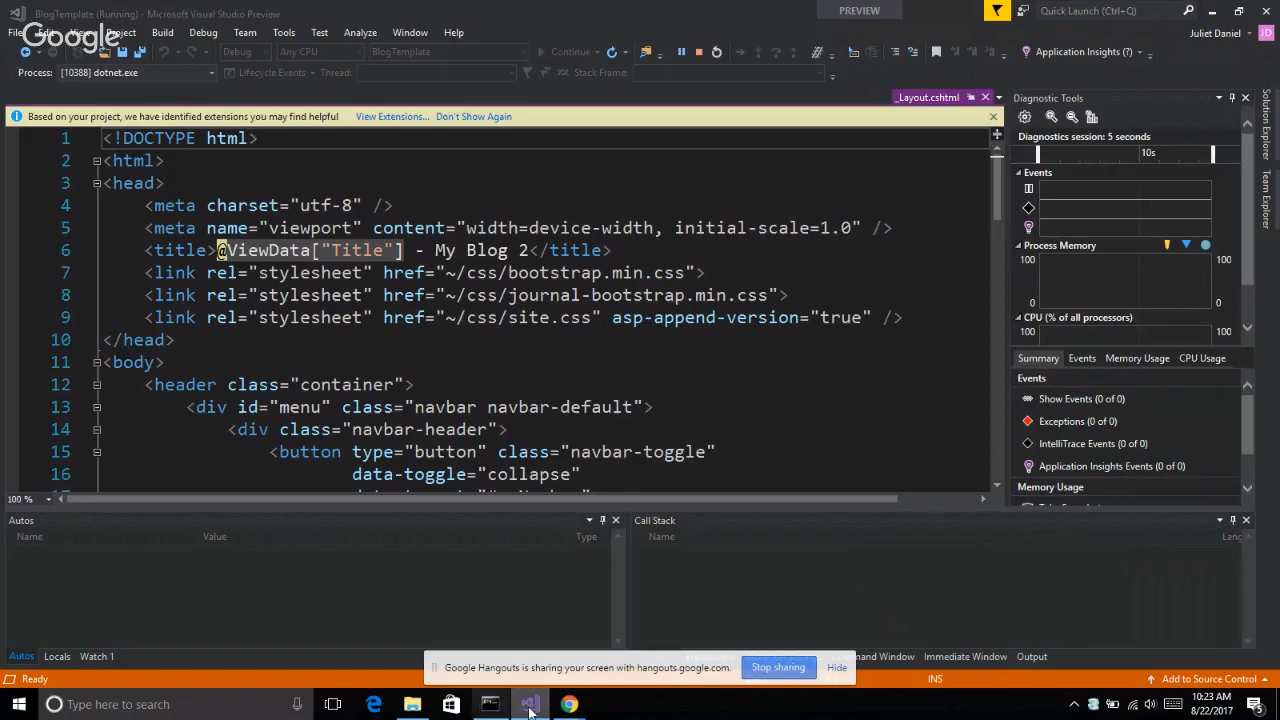 BlogTemplate (Running) - Microsoft Visual Studio Preview
PREVIEW
Quick Launch (Ctrl+Q)
File
Project
Build
Debug
Team
Tools
Test
Analyze
Window
Help
Juliet Daniel
JD
Google
Debug
Any CPU
BlogTemplate
Continue
Application Insights (?)
Process: [10388] dotnet.exe
Lifecycle Events
Thread:
Stack Frame:
_Layout.cshtml
Diagnostic Tools
Based on your project, we have identified extensions you may find helpful View Extensions... Don't Show Again
1 <!DOCTYPE html>
2 <html>
3 <head>
4 <meta charset="utf-8" />
5 <meta name="viewport" content="width=device-width, initial-scale=1.0" />
6 <title>@ViewData["Title"] - My Blog 2</title>
7 <link rel="stylesheet" href="~/css/bootstrap.min.css">
8 <link rel="stylesheet" href="~/css/journal-bootstrap.min.css">
9 <link rel="stylesheet" href="~/css/site.css" asp-append-version="true" />
10 </head>
11 <body>
12 <header class="container">
13 <div id="menu" class="navbar navbar-default">
14 <div class="navbar-header">
15 <button type="button" class="navbar-toggle"
16 data-toggle="collapse"
100 %
Diagnostics session: 5 seconds
10s
Events
Process Memory
100 100
0 0
CPU (% of all processors)
100 100
Summary Events Memory Usage CPU Usage
Events
Show Events (0 of 0)
Exceptions (0 of 0)
IntelliTrace Events (0 of 0)
Application Insights Events (0 of 0)
Memory Usage
Solution Explorer
Team Explorer
Autos
Name Value Type
Call Stack
Name Lang
Autos Locals Watch 1
Command Window Immediate Window Output
Google Hangouts is sharing your screen with hangouts.google.com. Stop sharing Hide
Ready
INS
Add to Source Control
Type here to search
10:23 AM
8/22/2017